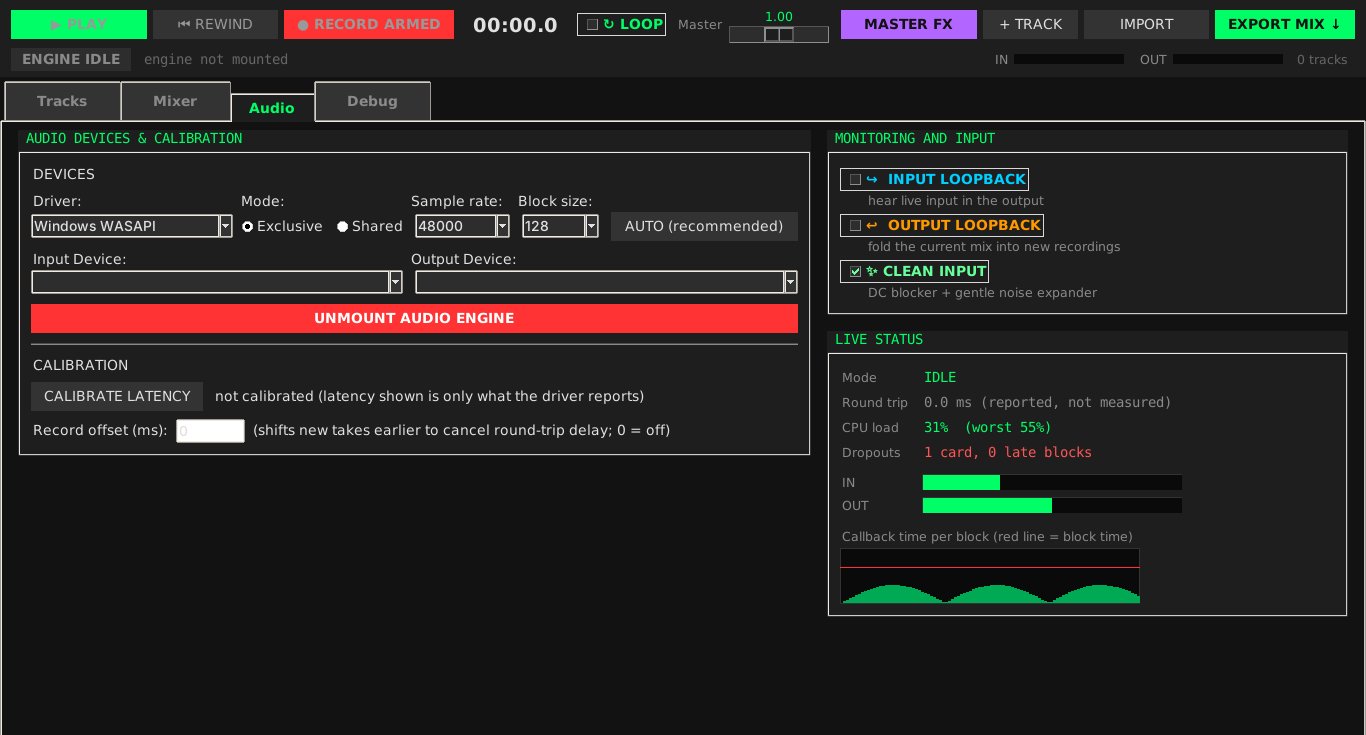 ▶ PLAY ⏮ REWIND ● RECORD ARMED 00:00.0 ↻ LOOP Master 1.00 MASTER FX + TRACK IMPORT EXPORT MIX ↓
ENGINE IDLE engine not mounted IN OUT 0 tracks
Tracks Mixer Audio Debug
AUDIO DEVICES & CALIBRATION
DEVICES
Driver: Mode: Sample rate: Block size:
Windows WASAPI Exclusive Shared 48000 128 AUTO (recommended)
Input Device: Output Device:
UNMOUNT AUDIO ENGINE
CALIBRATION
CALIBRATE LATENCY not calibrated (latency shown is only what the driver reports)
Record offset (ms): 0 (shifts new takes earlier to cancel round-trip delay; 0 = off)
MONITORING AND INPUT
↪ INPUT LOOPBACK
hear live input in the output
↩ OUTPUT LOOPBACK
fold the current mix into new recordings
✨ CLEAN INPUT
DC blocker + gentle noise expander
LIVE STATUS
Mode IDLE
Round trip 0.0 ms (reported, not measured)
CPU load 31% (worst 55%)
Dropouts 1 card, 0 late blocks
IN
OUT
Callback time per block (red line = block time)